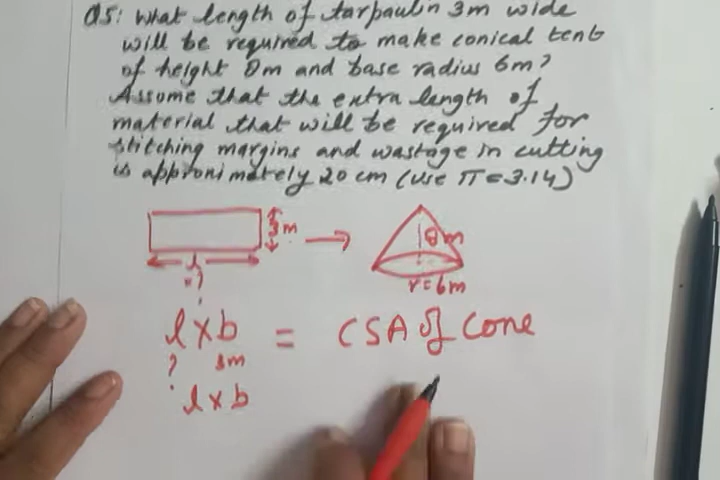 Q5: What length of tarpaulin 3m wide
will be required to make conical tent
of height 8m and base radius 6m?
Assume that the extra length of
material that will be required for
stitching margins and wastage in cutting
is approximately 20 cm (use π=3.14)
3m
8m
l
=?
r=6m
l×b = CSA of Cone
? 3m
l×b